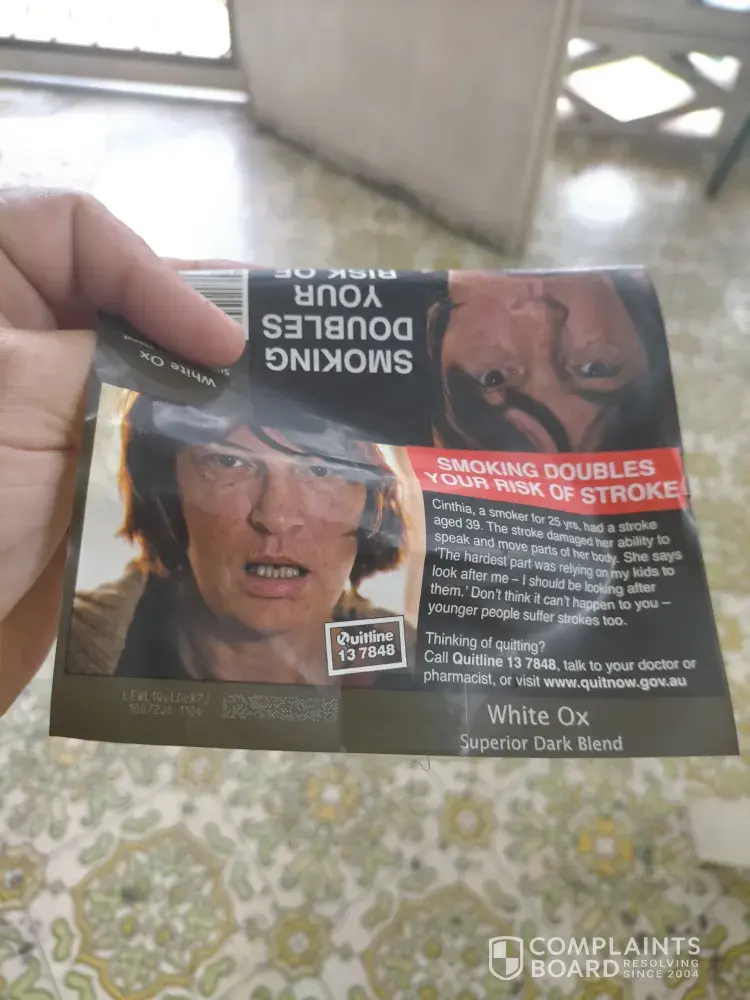 SMOKING
DOUBLES
YOUR
RISK OF
White Ox
SMOKING DOUBLES
YOUR RISK OF STROKE
Cinthia, a smoker for 25 yrs, had a stroke
aged 39. The stroke damaged her ability to
speak and move parts of her body. She says
'The hardest part was relying on my kids to
look after me – I should be looking after
them.' Don't think it can't happen to you –
younger people suffer strokes too.
Quitline
13 7848
Thinking of quitting?
Call Quitline 13 7848, talk to your doctor or
pharmacist, or visit www.quitnow.gov.au
White Ox
Superior Dark Blend
COMPLAINTS
BOARD RESOLVING
SINCE 2004